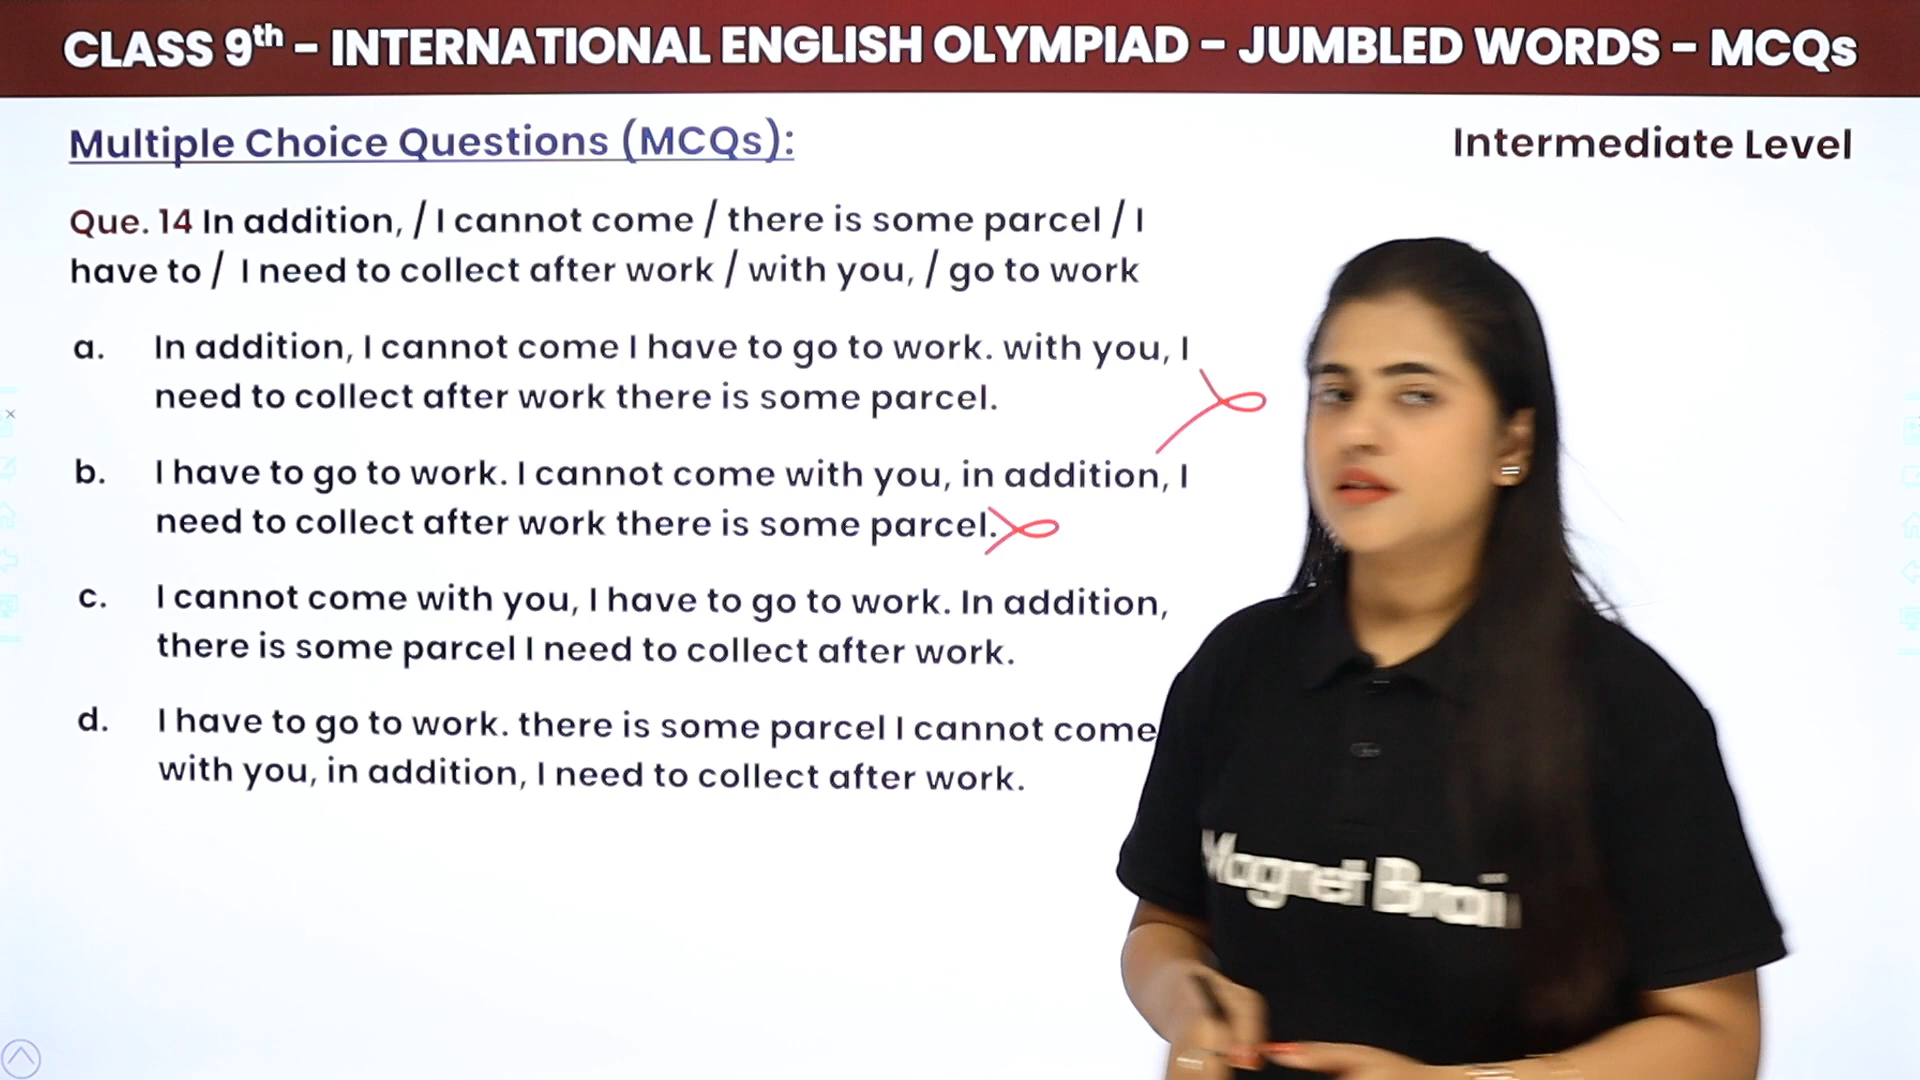 CLASS 9th – INTERNATIONAL ENGLISH OLYMPIAD – JUMBLED WORDS – MCQs
Multiple Choice Questions (MCQs):
Intermediate Level
Que. 14 In addition, / I cannot come / there is some parcel / I
have to / I need to collect after work / with you, / go to work
a. In addition, I cannot come I have to go to work. with you, I
need to collect after work there is some parcel.
b. I have to go to work. I cannot come with you, in addition, I
need to collect after work there is some parcel.
c. I cannot come with you, I have to go to work. In addition,
there is some parcel I need to collect after work.
d. I have to go to work. there is some parcel I cannot come
with you, in addition, I need to collect after work.
Magnet Brai